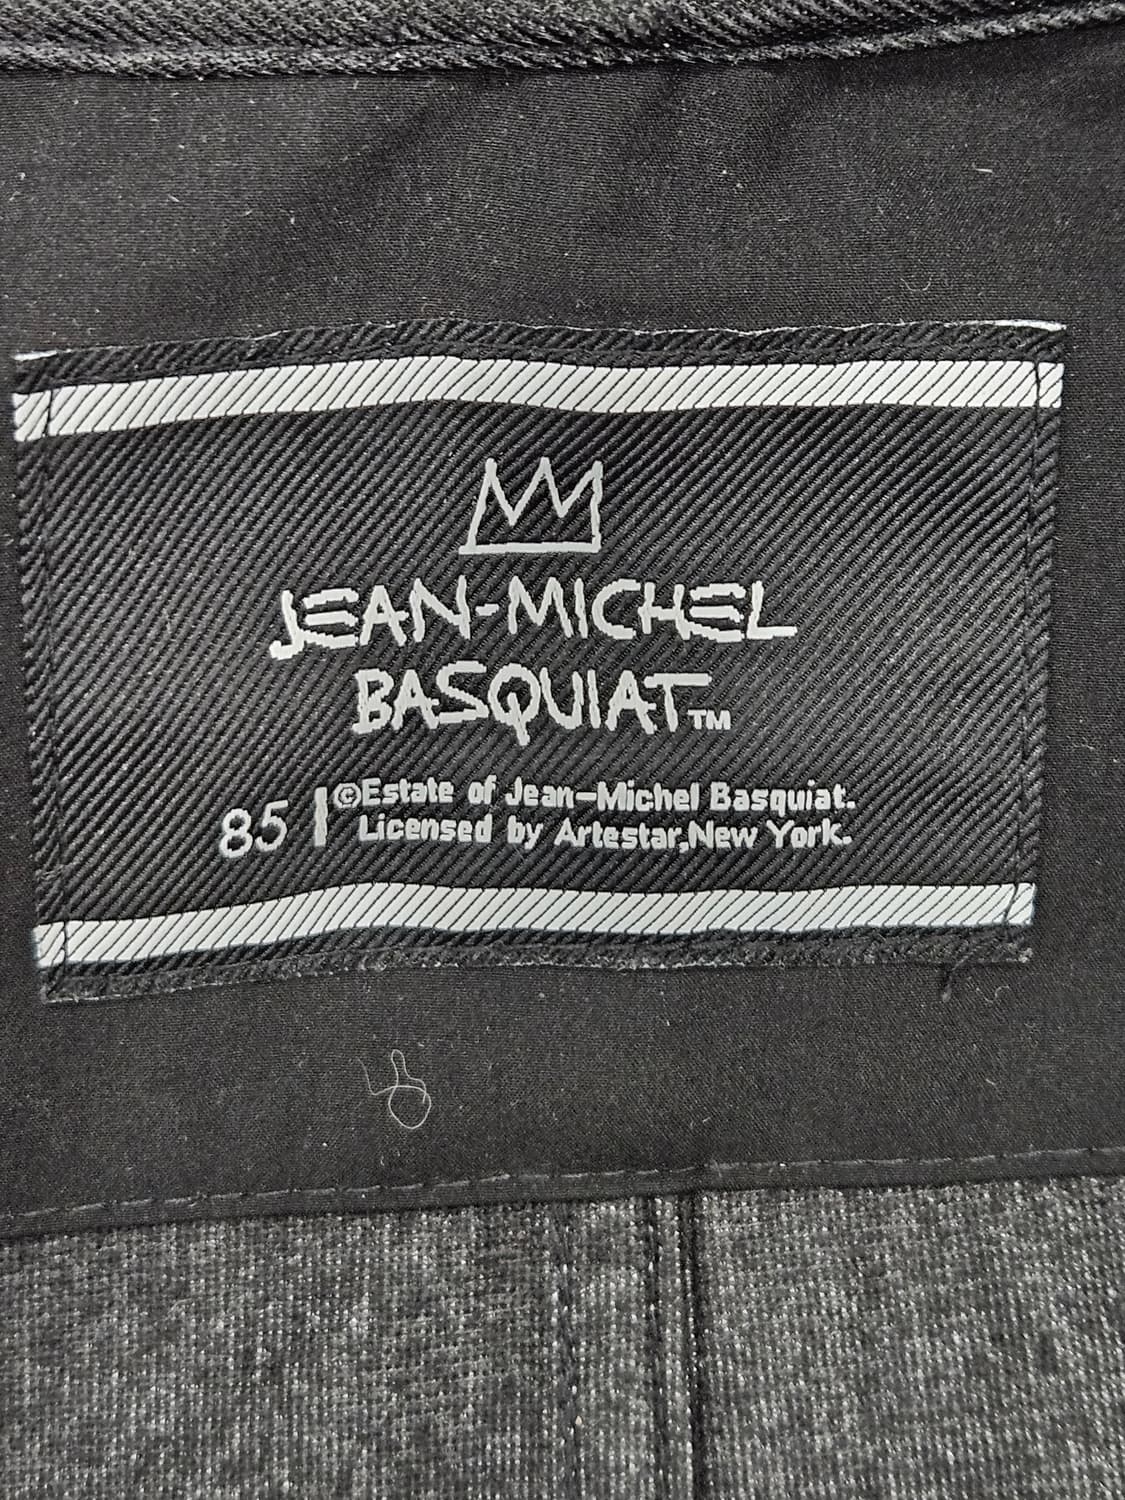 JEAN-MICHEL
BASQUIAT™
85 | ©Estate of Jean-Michel Basquiat.
Licensed by Artestar,New York.